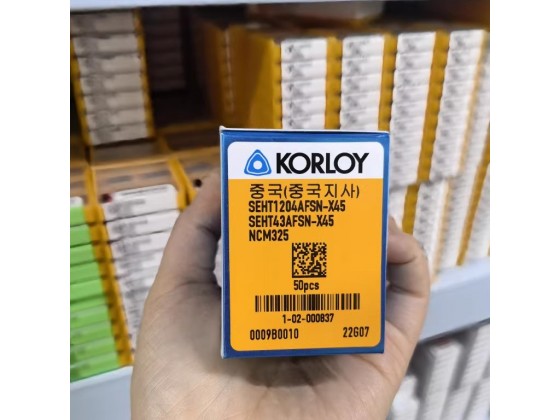 KORLOY
중국(중국지사)
SEHT1204AFSN-X45
SEHT43AFSN-X45
NCM325
50pcs
1-02-000837
0009B0010 22G07